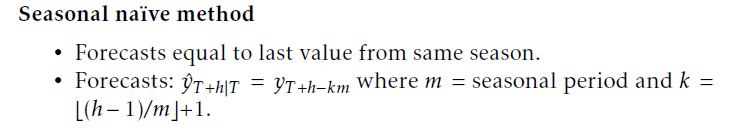 Seasonal naïve method
• Forecasts equal to last value from same season.
• Forecasts: ŷ_{T+h|T} = y_{T+h−km} where m = seasonal period and k =
⌊(h − 1)/m⌋+1.